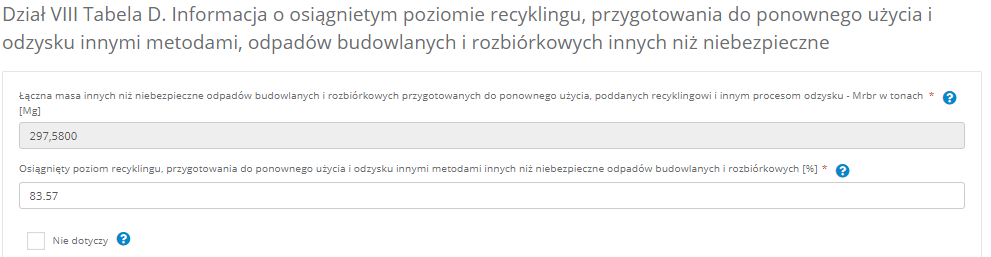 Dział VIII Tabela D. Informacja o osiągnietym poziomie recyklingu, przygotowania do ponownego użycia i
odzysku innymi metodami, odpadów budowlanych i rozbiórkowych innych niż niebezpieczne
Łączna masa innych niż niebezpieczne odpadów budowlanych i rozbiórkowych przygotowanych do ponownego użycia, poddanych recyklingowi i innym procesom odzysku - Mrbr w tonach *
[Mg]
297,5800
Osiągnięty poziom recyklingu, przygotowania do ponownego użycia i odzysku innymi metodami innych niż niebezpieczne odpadów budowlanych i rozbiórkowych [%] *
83.57
Nie dotyczy